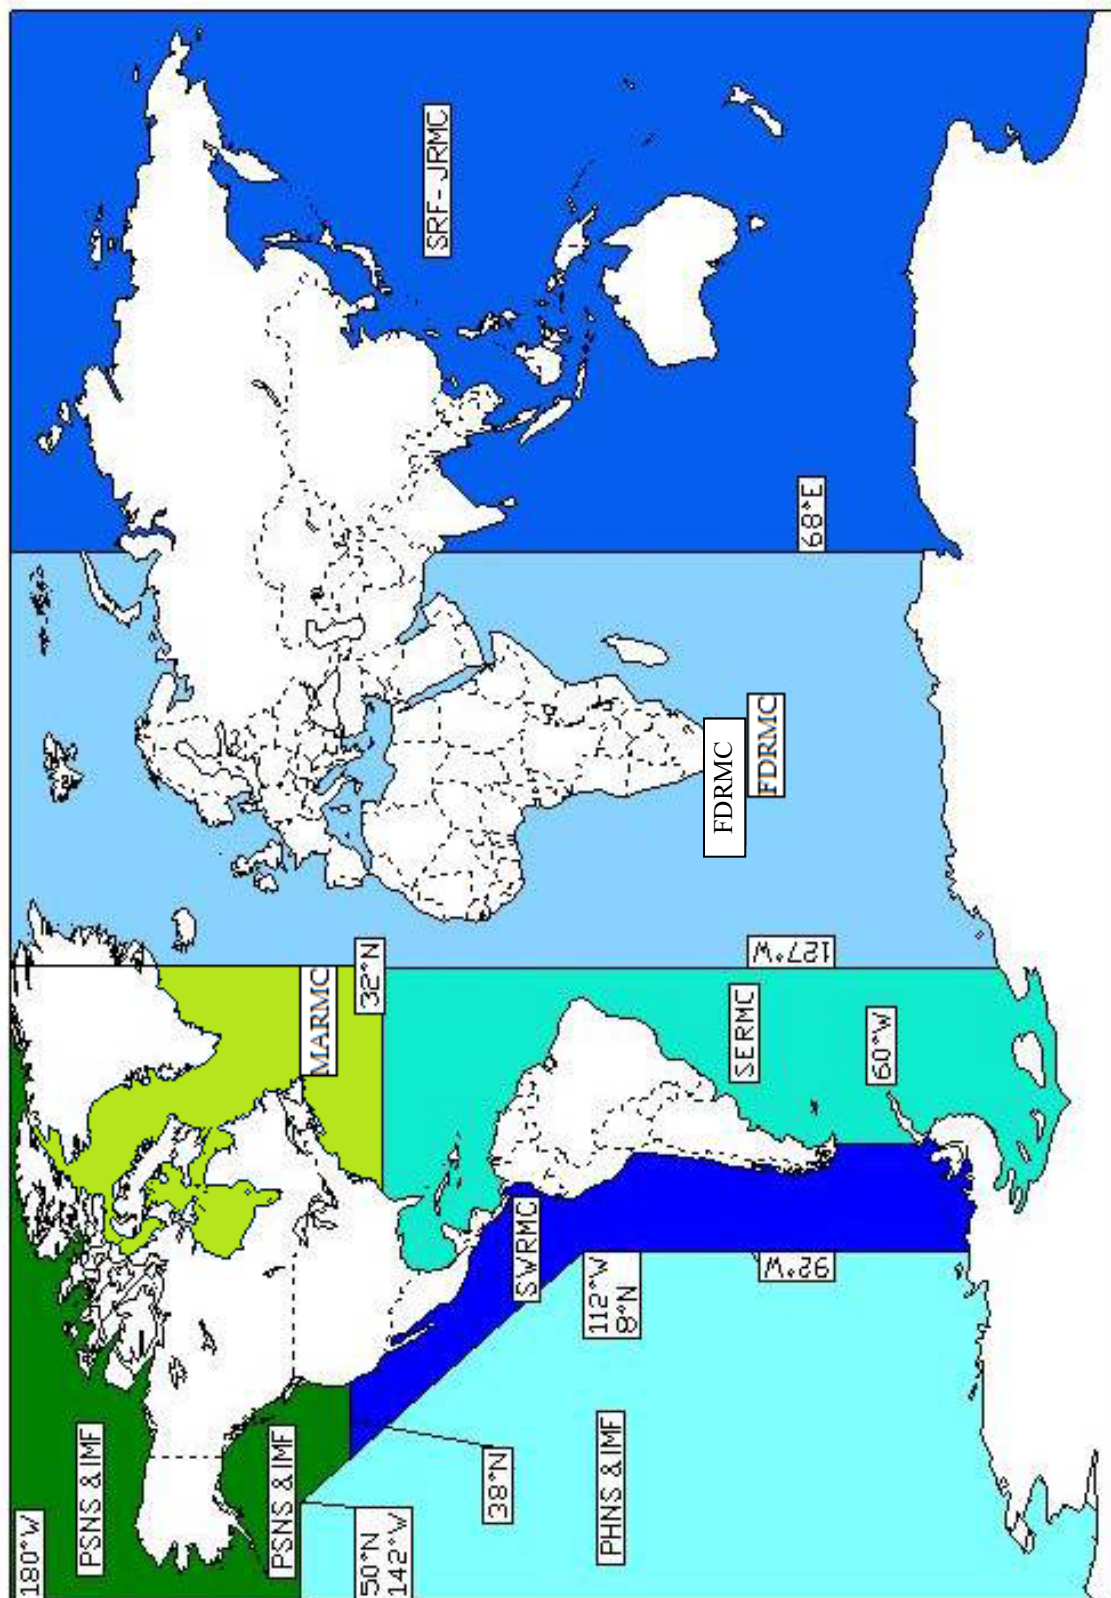 180°W
PSNS & IMF
MARMC
PSNS & IMF
32°N
50°N
142°W
SRF-JRMC
38°N
SWRMC
112°W
8°N
PHNS & IMF
FDRMC
SERMC
FDRMC
127°W
92°W
68°E
60°W